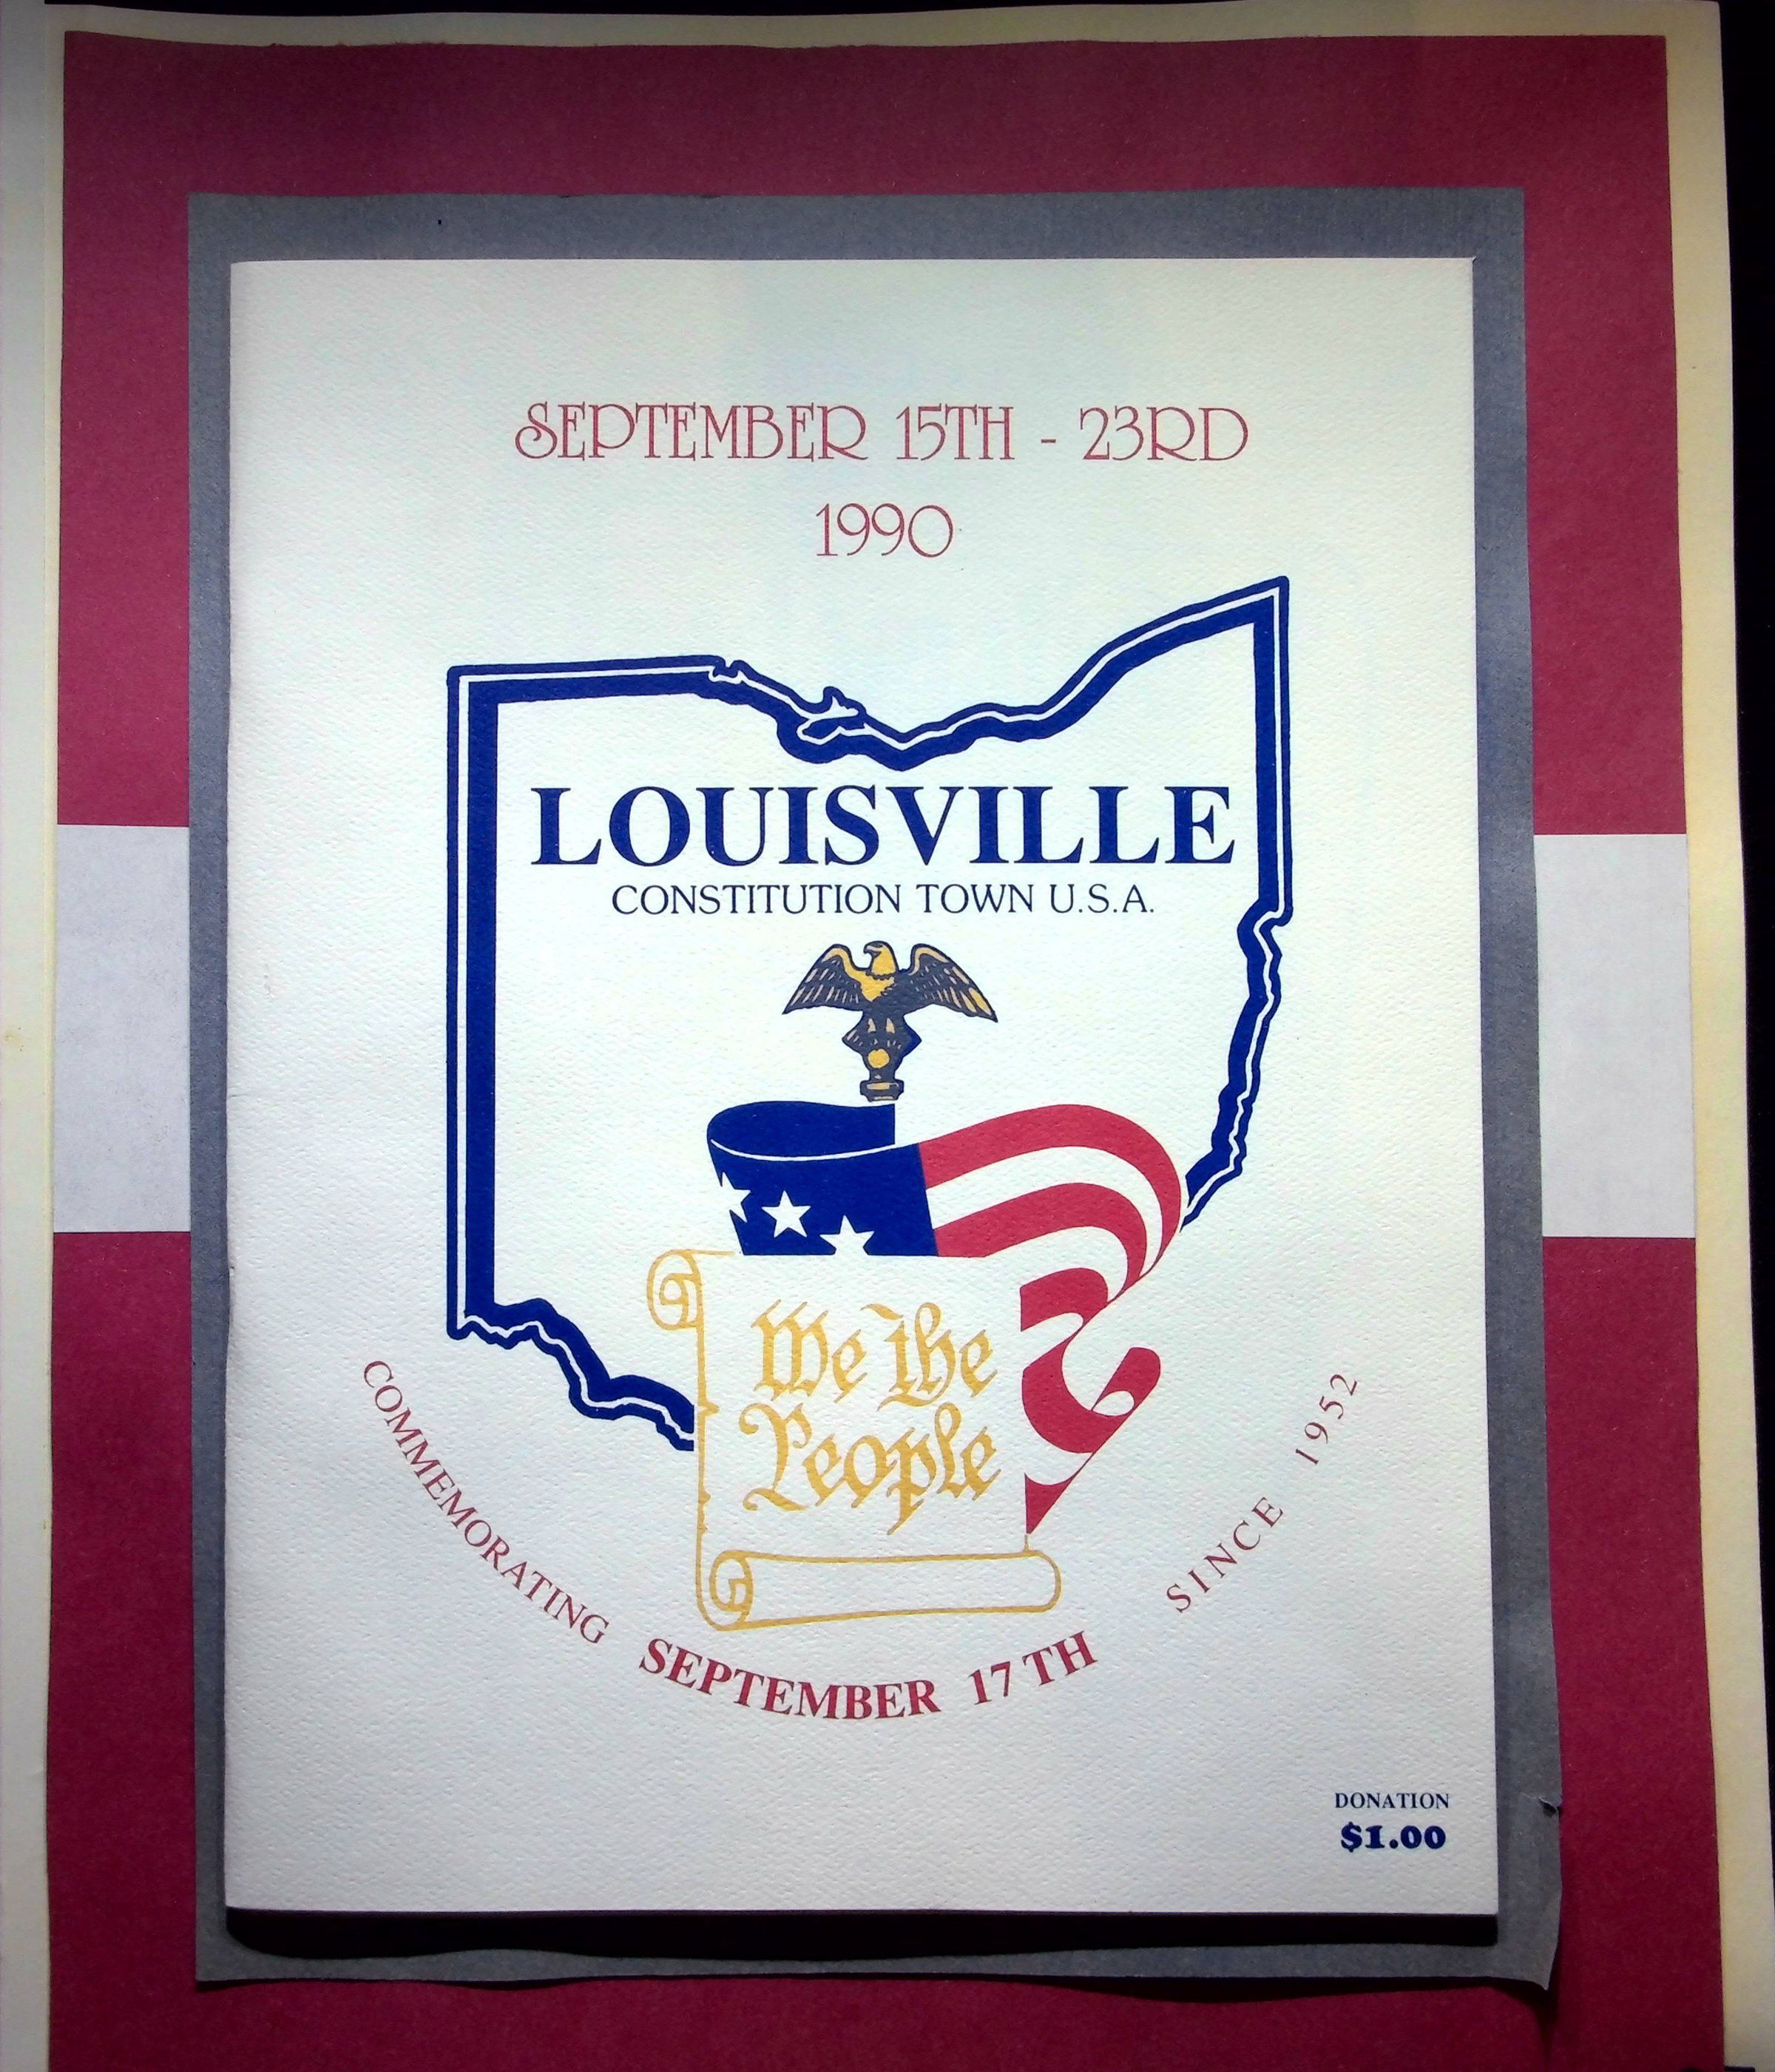 SEPTEMBER 15TH - 23RD
1990
LOUISVILLE
CONSTITUTION TOWN U.S.A.
We the
People
COMMEMORATING SEPTEMBER 17TH SINCE 1952
DONATION
$1.00